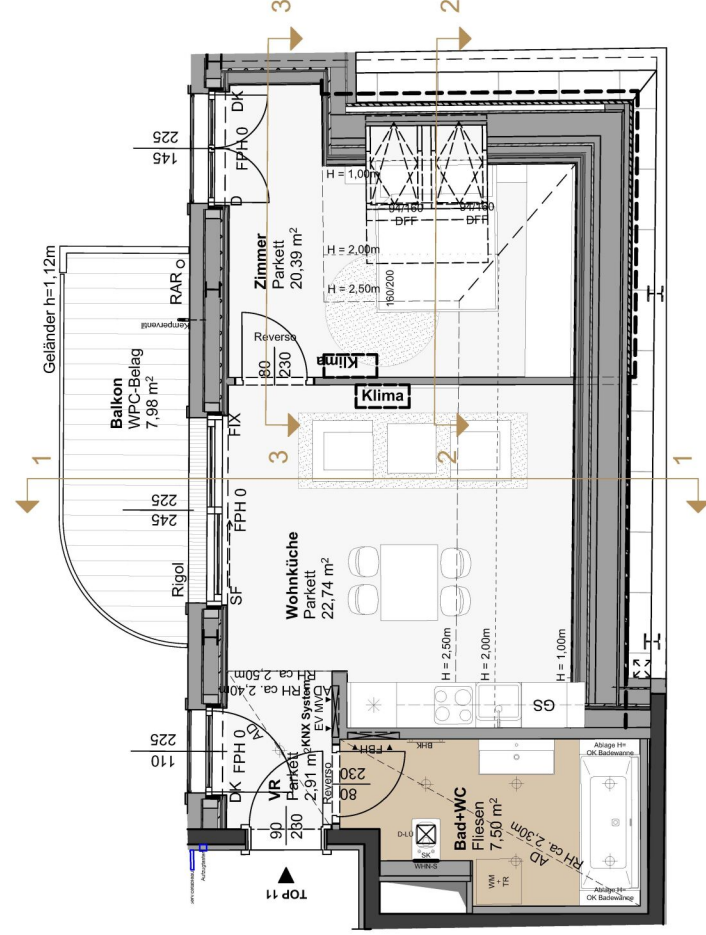 3
2
225
145
FPH 0
DK
D
Geländer h=1,12m
RAR
Kemperventil
Balkon
WPC-Belag
7,98 m²
Zimmer
Parkett
20,39 m²
H = 1,00m
H = 2,00m
H = 2,50m
94/160
DFF
94/160
DFF
160/200
Reverso
80
230
Klima
Klima
3
2
1
1
225
245
FPH 0
FIX
SF
Rigol
Wohnküche
Parkett
22,74 m²
H = 2,50m
H = 2,00m
H = 1,00m
GS
AD
RH ca. 2,40m
RH ca. 2,50m
225
110
FPH 0
DK
AD
VR
Parkett
2,91 m²
KNX System
EV MV
Reverso
90
230
TOP 11
Aufzugtaster
80
230
FBH
BHK
Bad+WC
Fliesen
7,50 m²
AD
RH ca. 2,30m
D-LÜ
SK
WHN-S
WM
+
TR
Ablage H=
OK Badewanne
Ablage H=
OK Badewanne